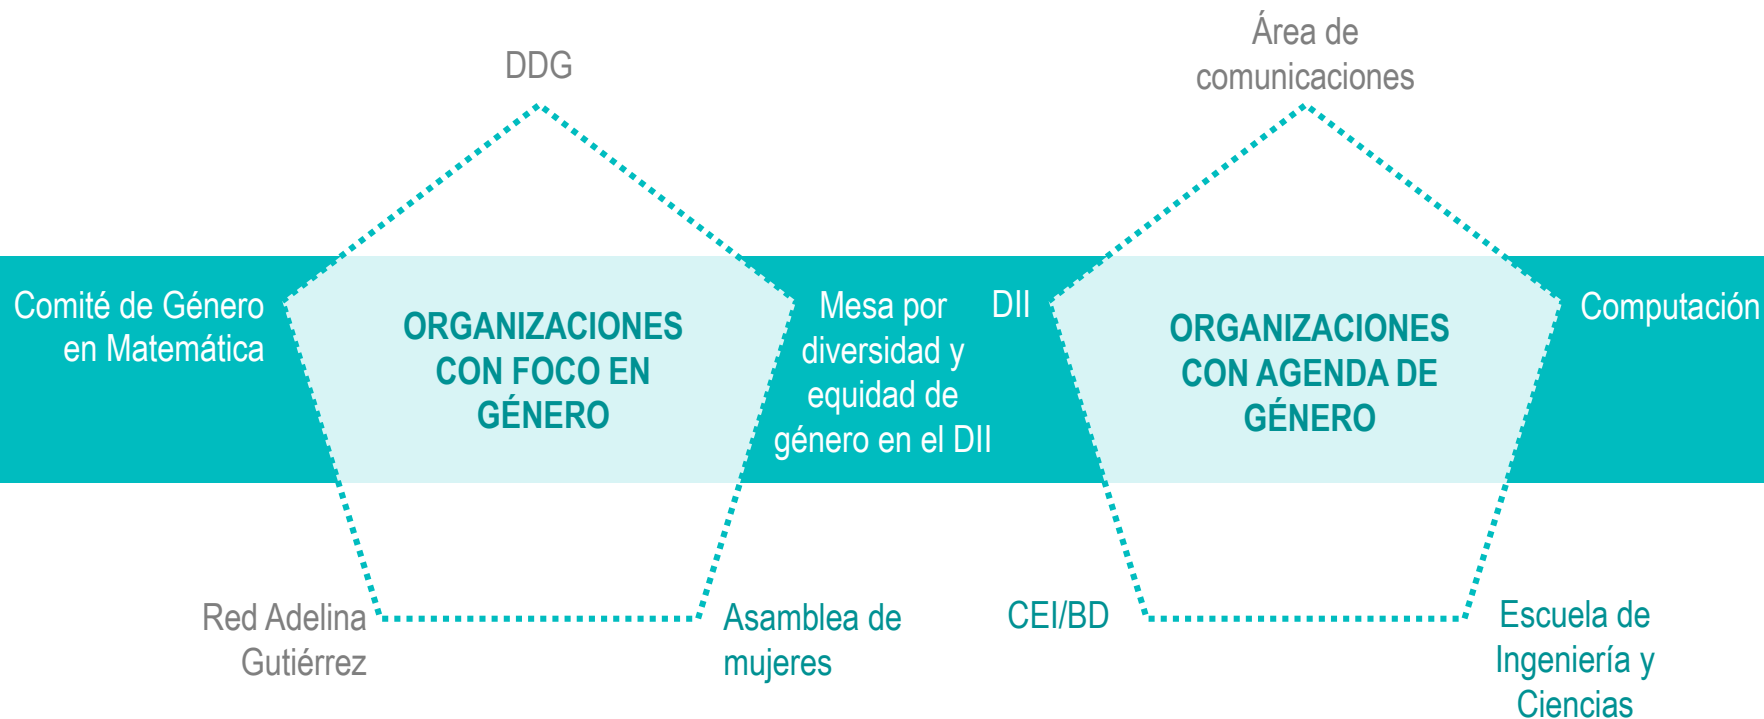 DDG
Comité de Género
en Matemática
ORGANIZACIONES
CON FOCO EN
GÉNERO
Mesa por
diversidad y
equidad de
género en el DII
Red Adelina
Gutiérrez
Asamblea de
mujeres
Área de
comunicaciones
DII
ORGANIZACIONES
CON AGENDA DE
GÉNERO
Computación
CEI/BD
Escuela de
Ingeniería y
Ciencias